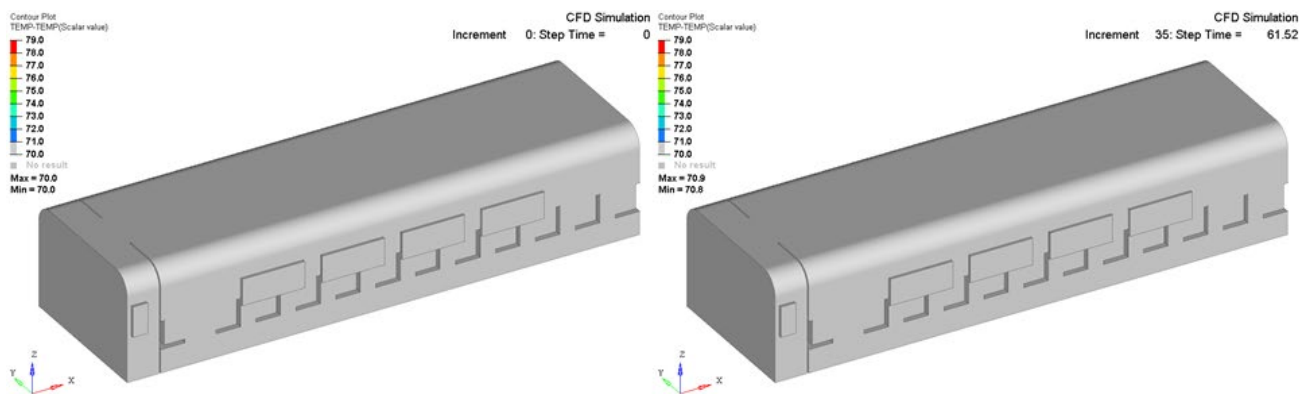 Contour Plot
TEMP-TEMP(Scalar value)
79.0
78.0
77.0
76.0
75.0
74.0
73.0
72.0
71.0
70.0
No result
Max = 70.0
Min = 70.0
CFD Simulation
Increment 0: Step Time = 0
Z
Y
X
Contour Plot
TEMP-TEMP(Scalar value)
79.0
78.0
77.0
76.0
75.0
74.0
73.0
72.0
71.0
70.0
No result
Max = 70.9
Min = 70.8
CFD Simulation
Increment 35: Step Time = 61.52
Z
Y
X